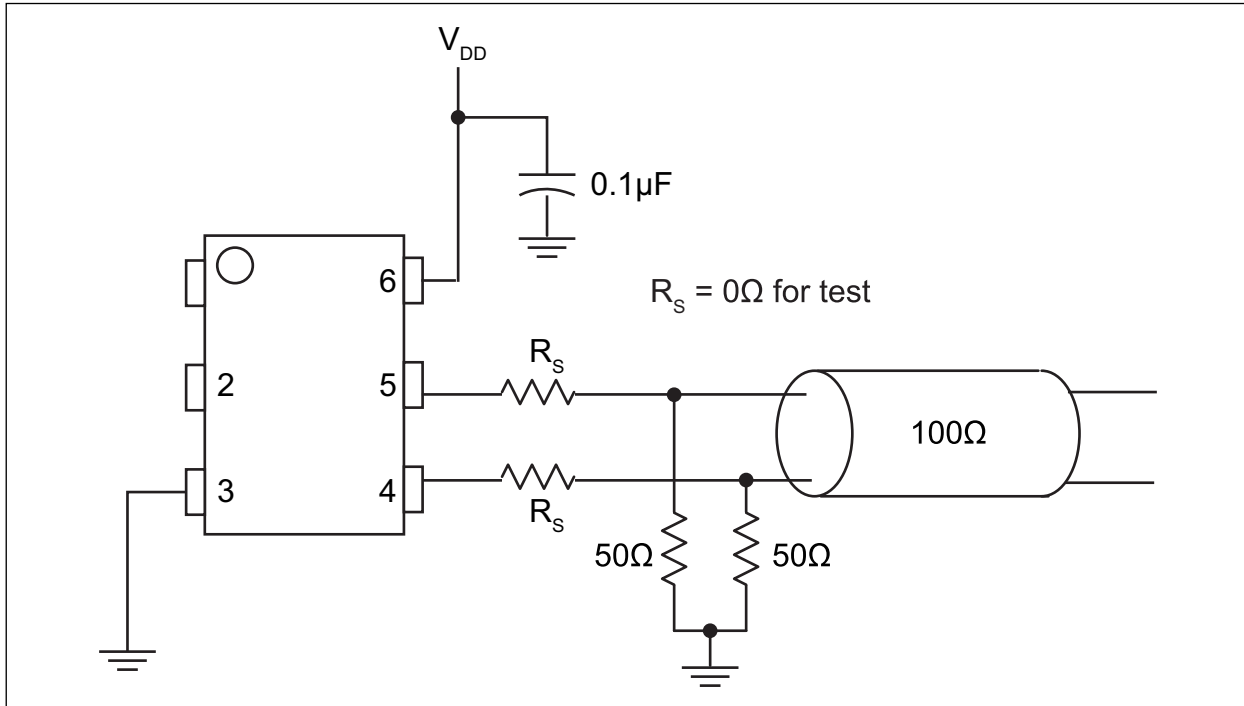 V_DD
0.1µF
6
R_S = 0Ω for test
R_S
2
5
100Ω
3
4
R_S
50Ω
50Ω